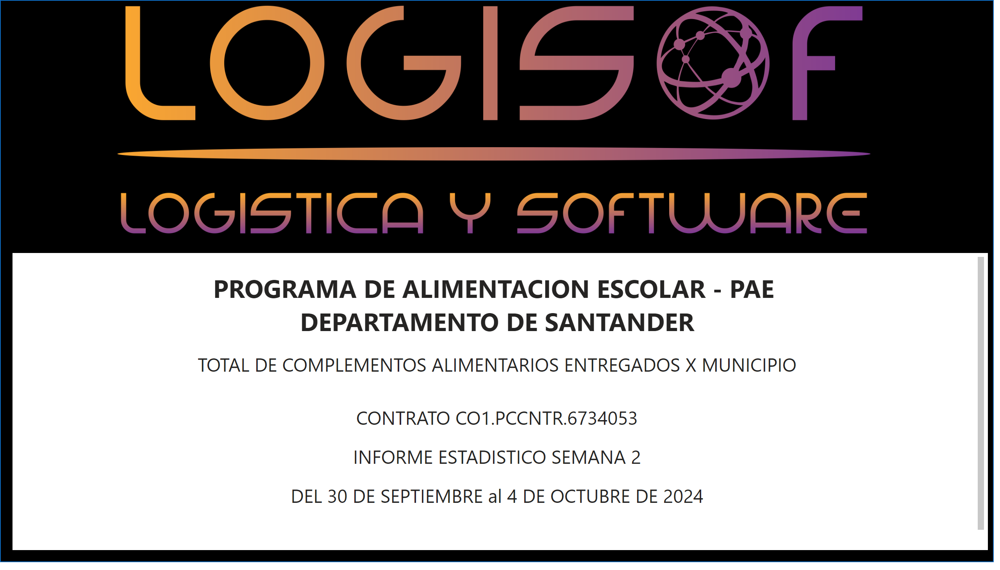 LOGISOF
LOGISTICA Y SOFTWARE
PROGRAMA DE ALIMENTACION ESCOLAR - PAE
DEPARTAMENTO DE SANTANDER
TOTAL DE COMPLEMENTOS ALIMENTARIOS ENTREGADOS X MUNICIPIO
CONTRATO CO1.PCCNTR.6734053
INFORME ESTADISTICO SEMANA 2
DEL 30 DE SEPTIEMBRE al 4 DE OCTUBRE DE 2024